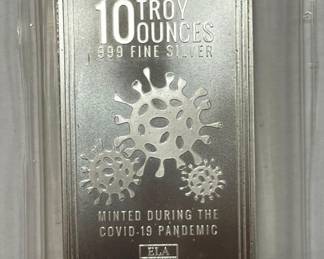 10 TROY
OUNCES
999 FINE SILVER
MINTED DURING THE
COVID-19 PANDEMIC
ELA